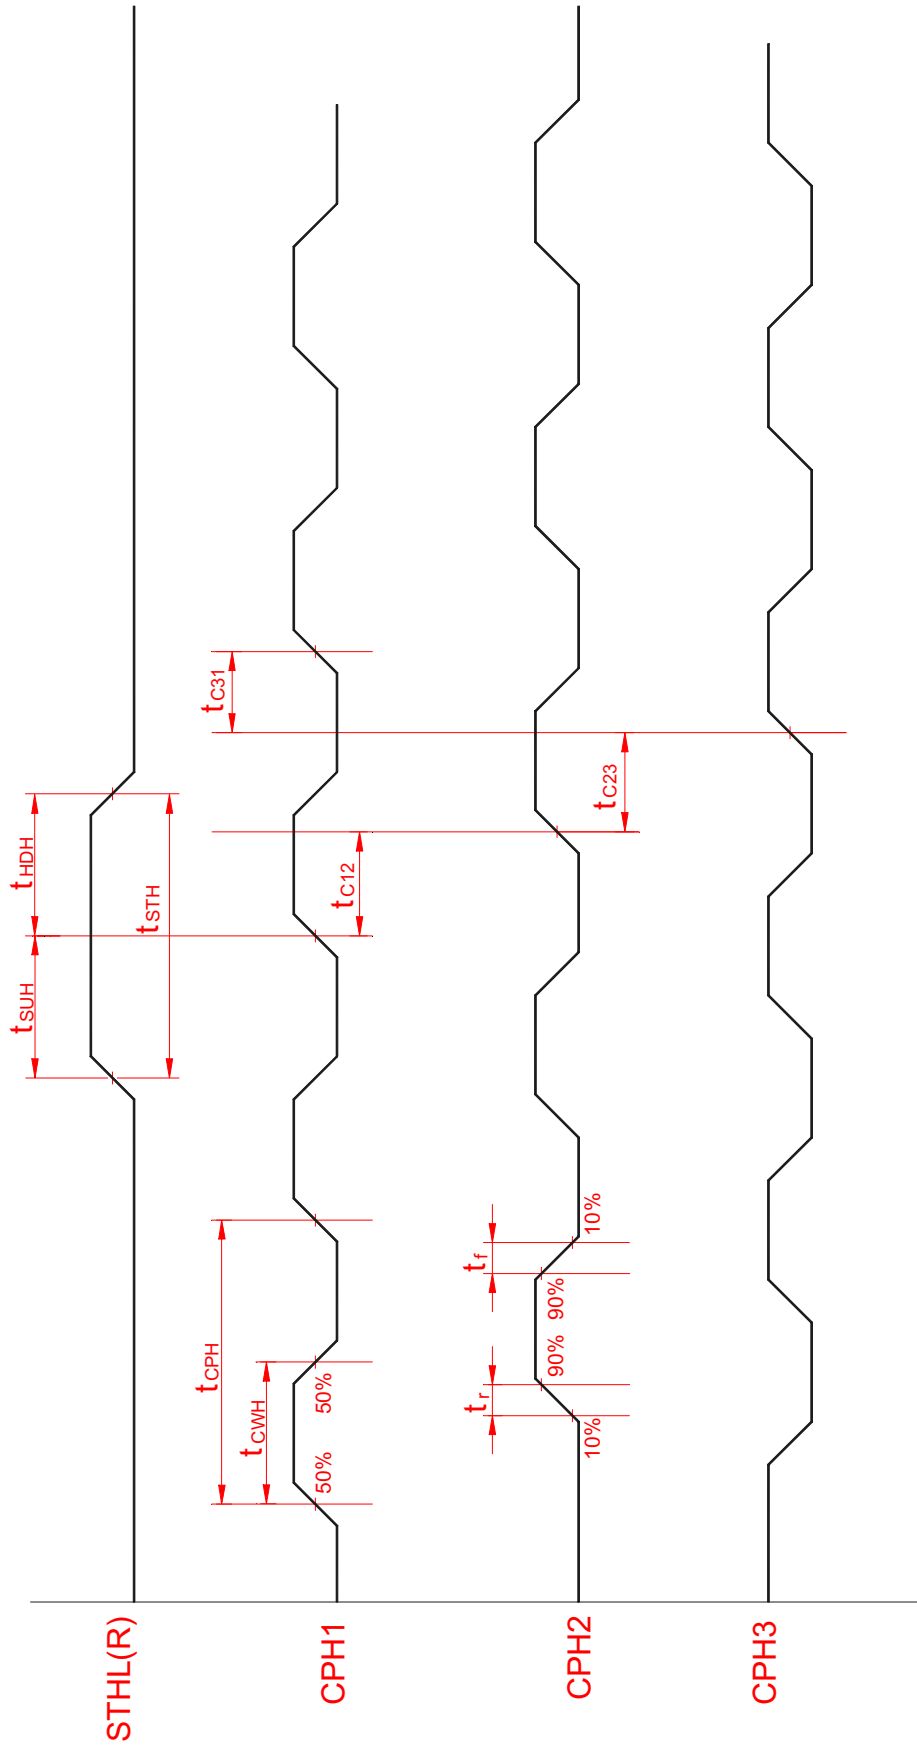 STHL(R)
tSUH
tHDH
tSTH
CPH1
tCPH
tCWH
50%
50%
tC12
tC31
CPH2
tr
tf
10%
90%
90%
10%
tC23
CPH3